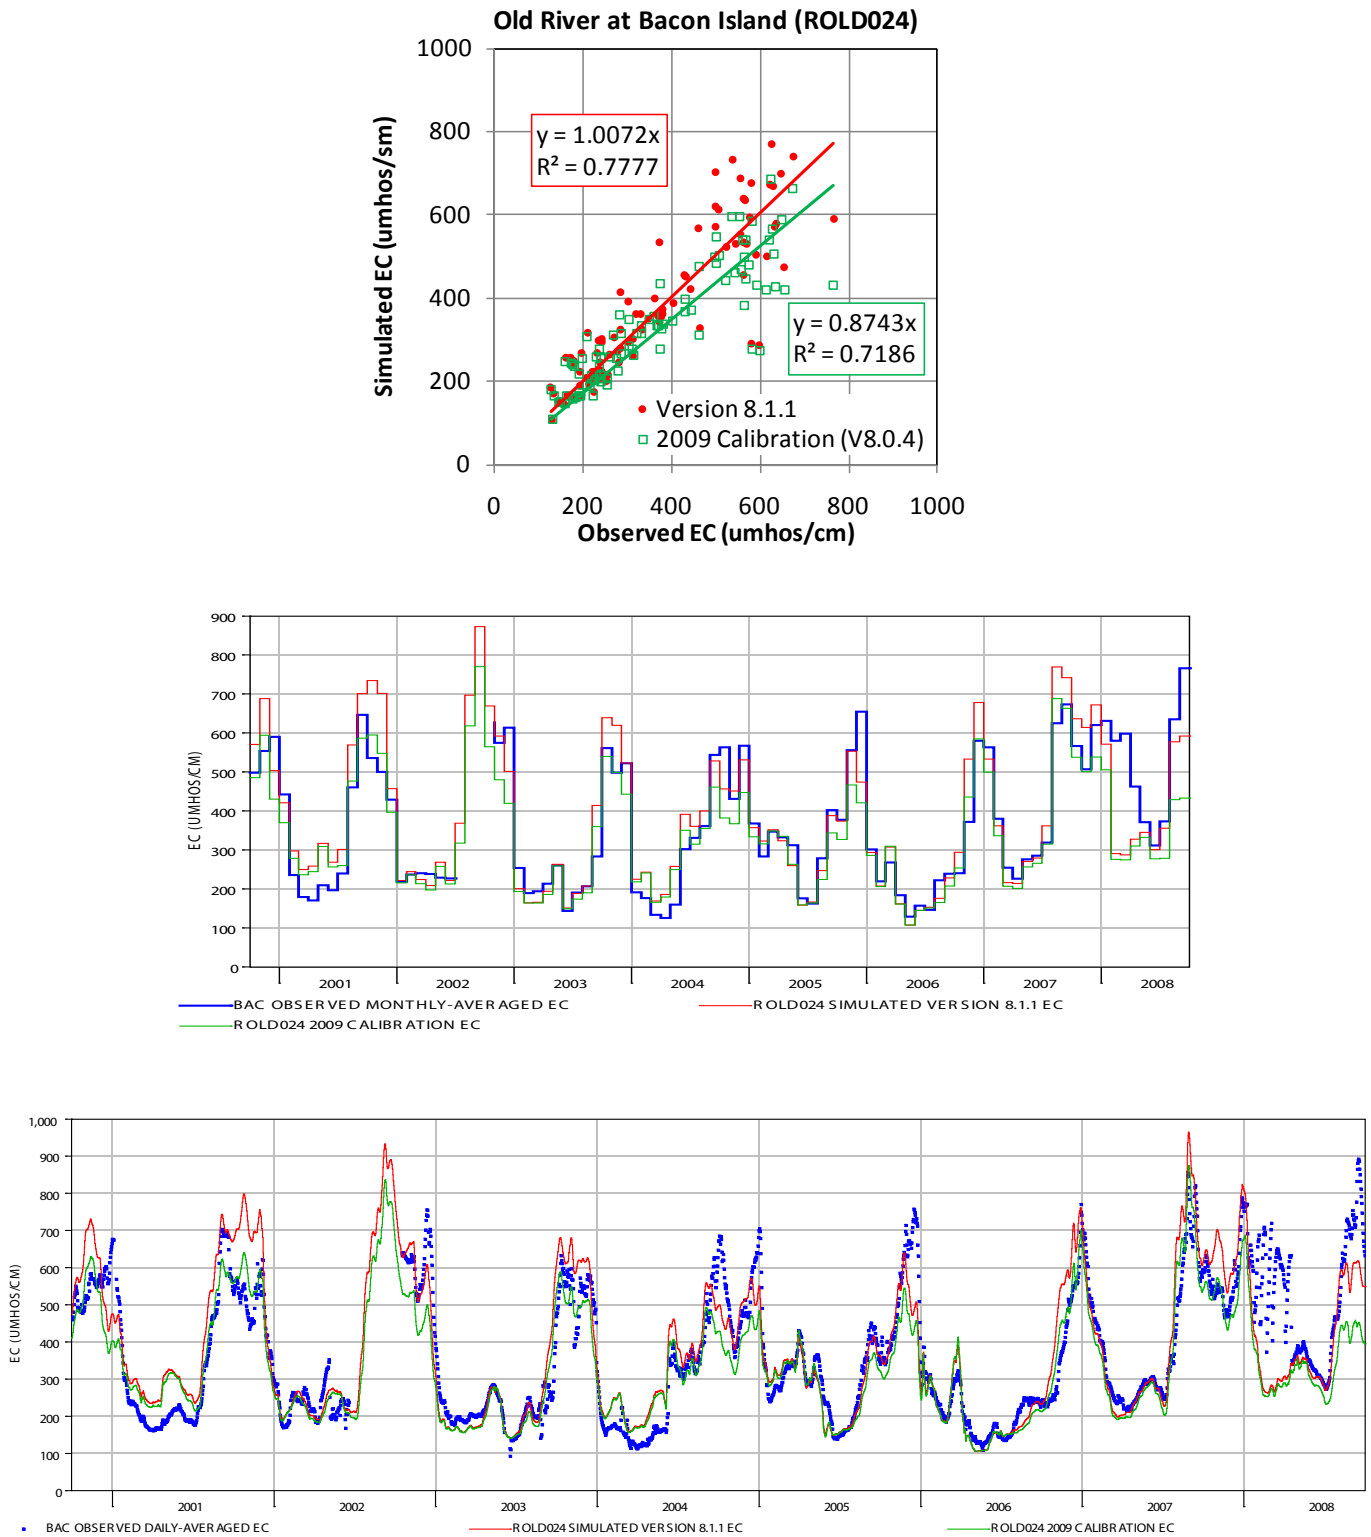 Old River at Bacon Island (ROLD024)
Simulated EC (umhos/sm)
1000
800
600
400
200
0
y = 1.0072x
R² = 0.7777
y = 0.8743x
R² = 0.7186
Version 8.1.1
2009 Calibration (V8.0.4)
0 200 400 600 800 1000
Observed EC (umhos/cm)
EC (UMHOS/CM)
900
800
700
600
500
400
300
200
100
0
2001 2002 2003 2004 2005 2006 2007 2008
BAC OBSERVED MONTHLY-AVERAGED EC ROLD024 SIMULATED VERSION 8.1.1 EC
ROLD024 2009 CALIBRATION EC
EC (UMHOS/CM)
1,000
900
800
700
600
500
400
300
200
100
0
2001 2002 2003 2004 2005 2006 2007 2008
BAC OBSERVED DAILY-AVERAGED EC ROLD024 SIMULATED VERSION 8.1.1 EC ROLD024 2009 CALIBRATION EC